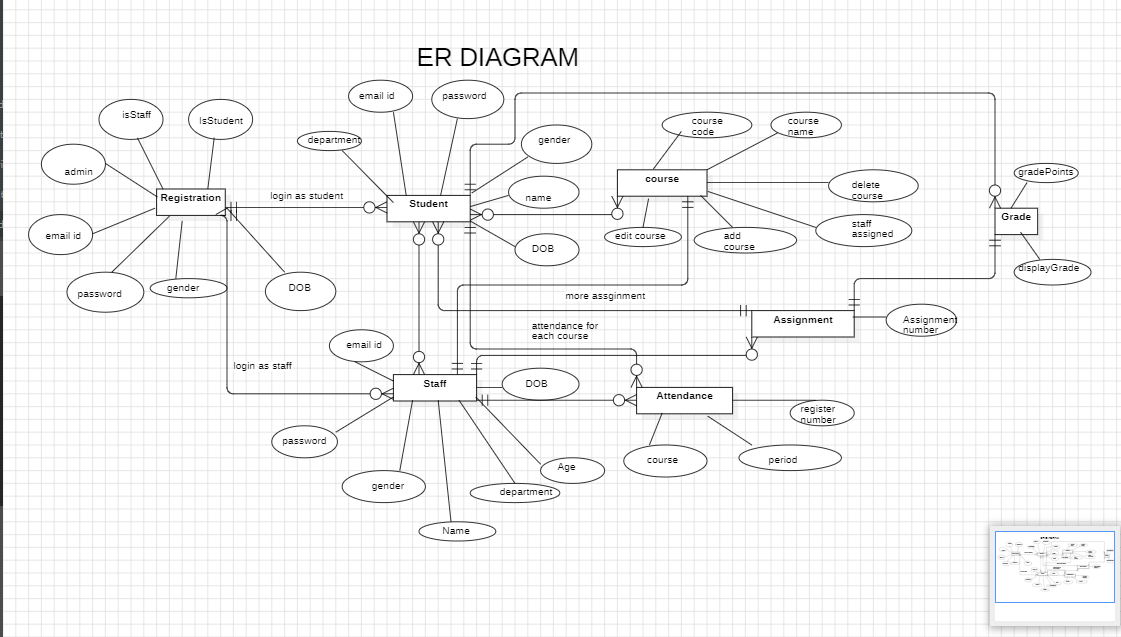 ER DIAGRAM
email id
password
isStaff
IsStudent
department
gender
course
code
course
name
admin
Registration
login as student
Student
name
course
delete
course
gradePoints
Grade
email id
edit course
add
course
staff
assigned
DOB
displayGrade
password
gender
DOB
more assginment
Assignment
Assignment
number
attendance for
each course
email id
login as staff
Staff
DOB
Attendance
register
number
password
course
period
Age
gender
department
Name